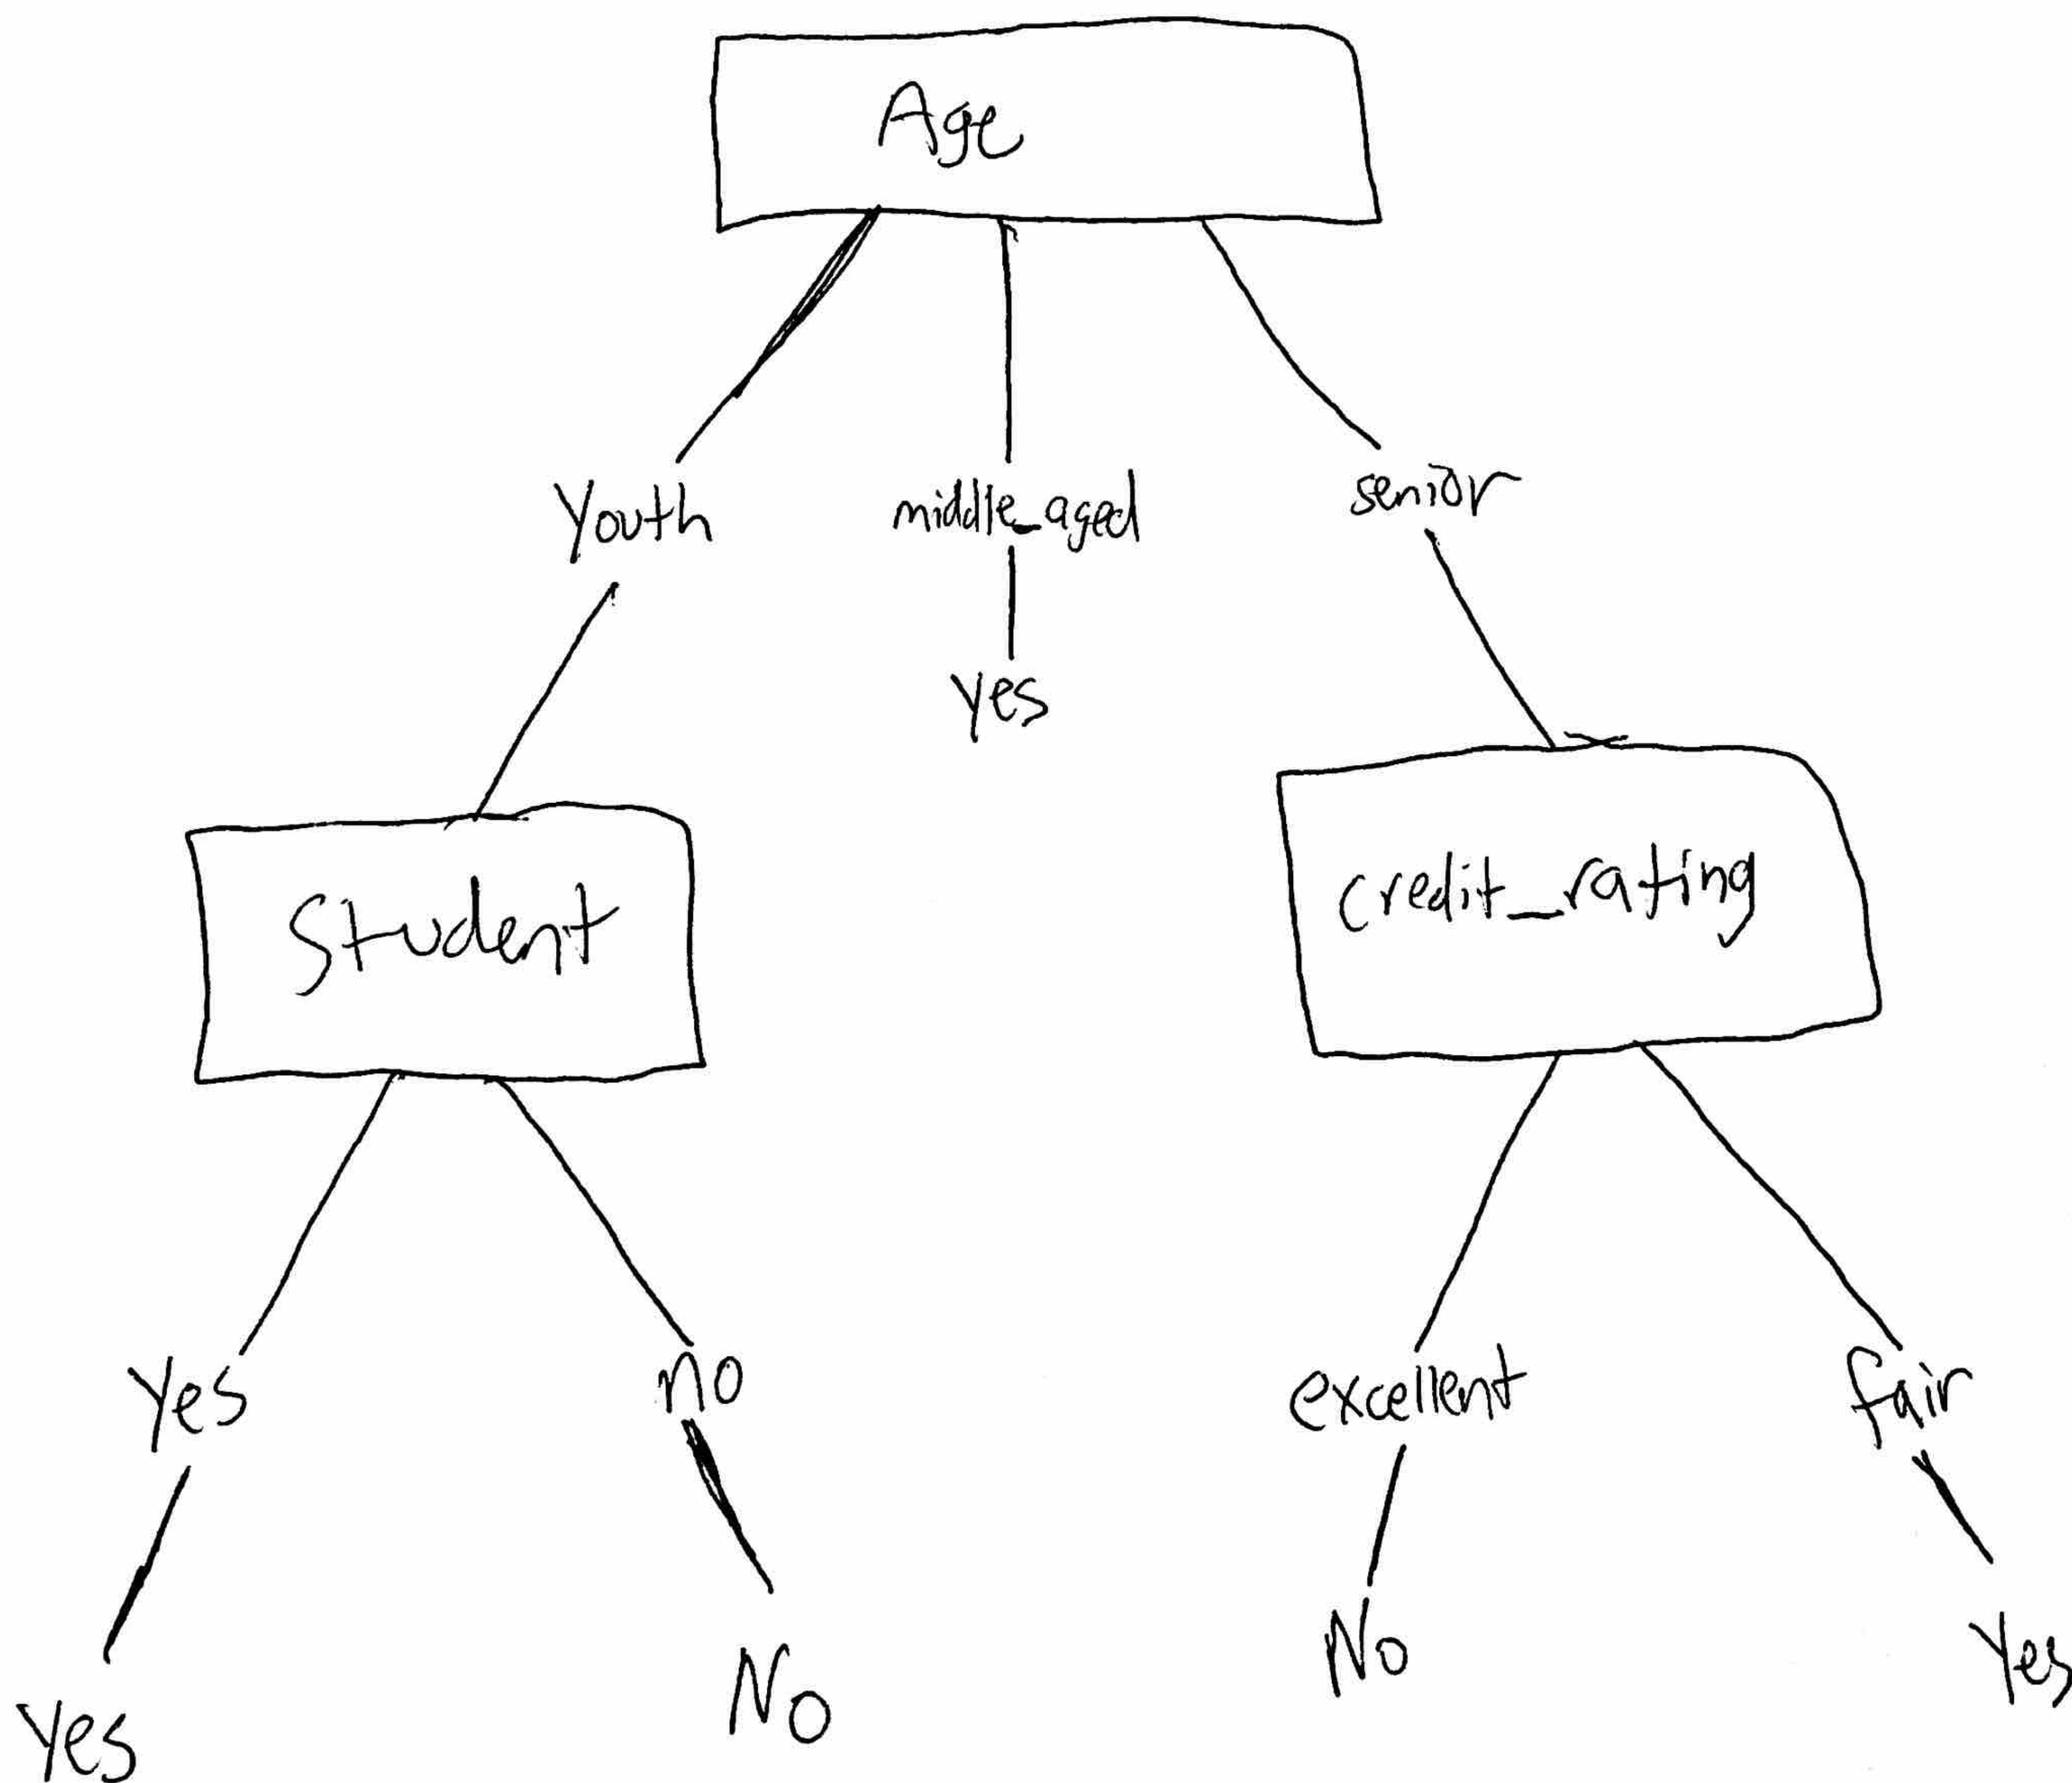 Age
Youth middle_aged senior
yes
Student credit_rating
Yes no excellent fair
Yes No No Yes